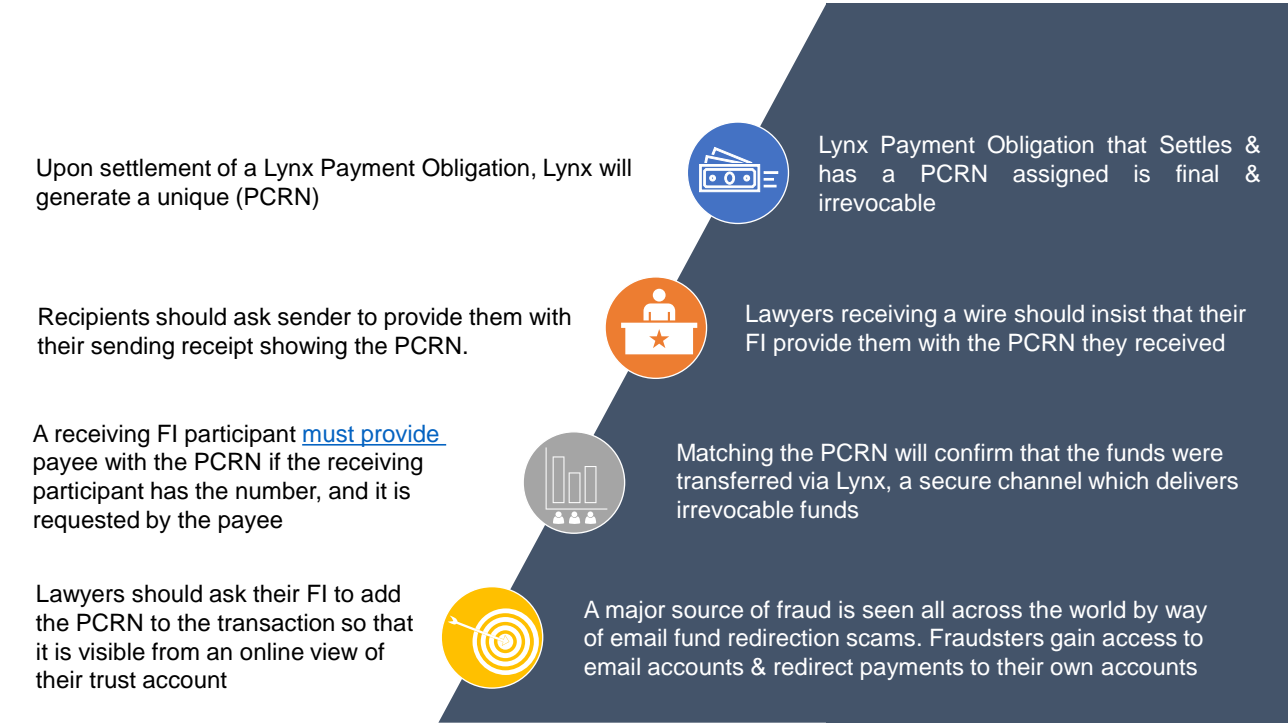 Upon settlement of a Lynx Payment Obligation, Lynx will
generate a unique (PCRN)
Lynx Payment Obligation that Settles &
has a PCRN assigned is final &
irrevocable
Recipients should ask sender to provide them with
their sending receipt showing the PCRN.
Lawyers receiving a wire should insist that their
FI provide them with the PCRN they received
A receiving FI participant must provide
payee with the PCRN if the receiving
participant has the number, and it is
requested by the payee
Matching the PCRN will confirm that the funds were
transferred via Lynx, a secure channel which delivers
irrevocable funds
Lawyers should ask their FI to add
the PCRN to the transaction so that
it is visible from an online view of
their trust account
A major source of fraud is seen all across the world by way
of email fund redirection scams. Fraudsters gain access to
email accounts & redirect payments to their own accounts